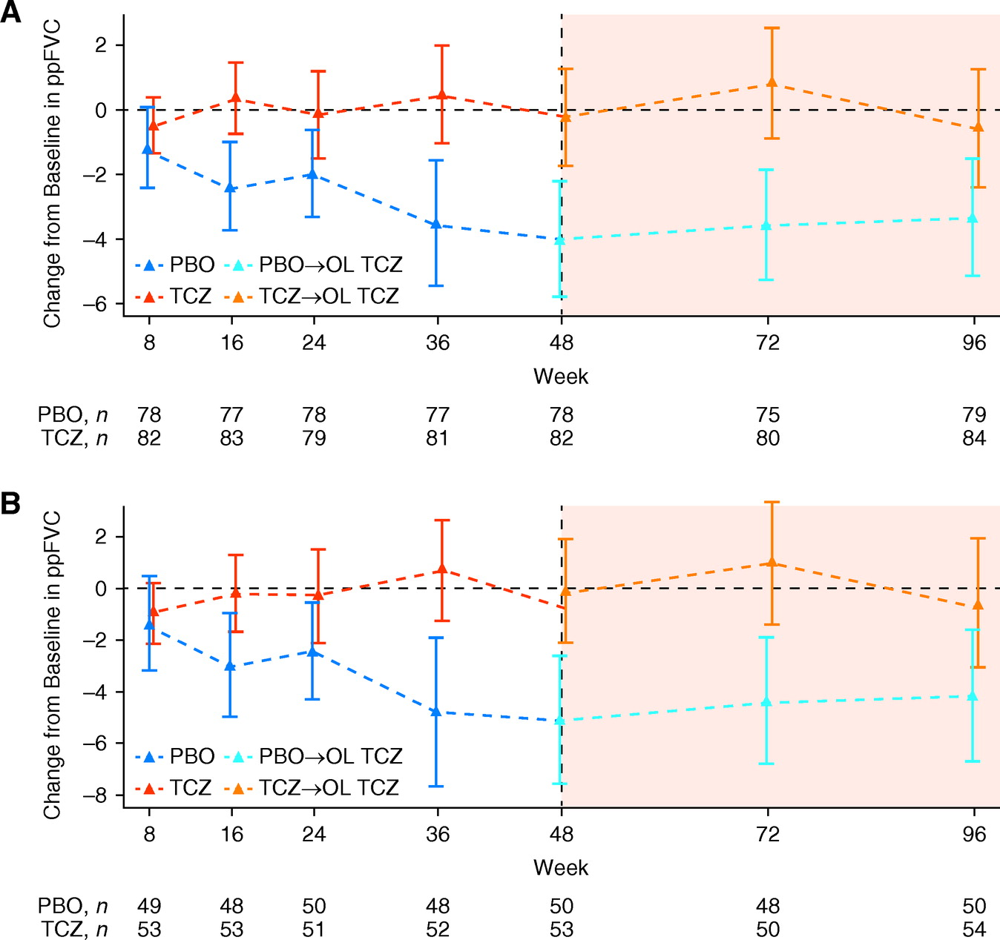 A
Change from Baseline in ppFVC
2
0
–2
–4
–6
PBO PBO→OL TCZ
TCZ TCZ→OL TCZ
8 16 24 36 48 72 96
Week
PBO, n 78 77 78 77 78 75 79
TCZ, n 82 83 79 81 82 80 84
B
Change from Baseline in ppFVC
2
0
–2
–4
–6
–8
PBO PBO→OL TCZ
TCZ TCZ→OL TCZ
8 16 24 36 48 72 96
Week
PBO, n 49 48 50 48 50 48 50
TCZ, n 53 53 51 52 53 50 54